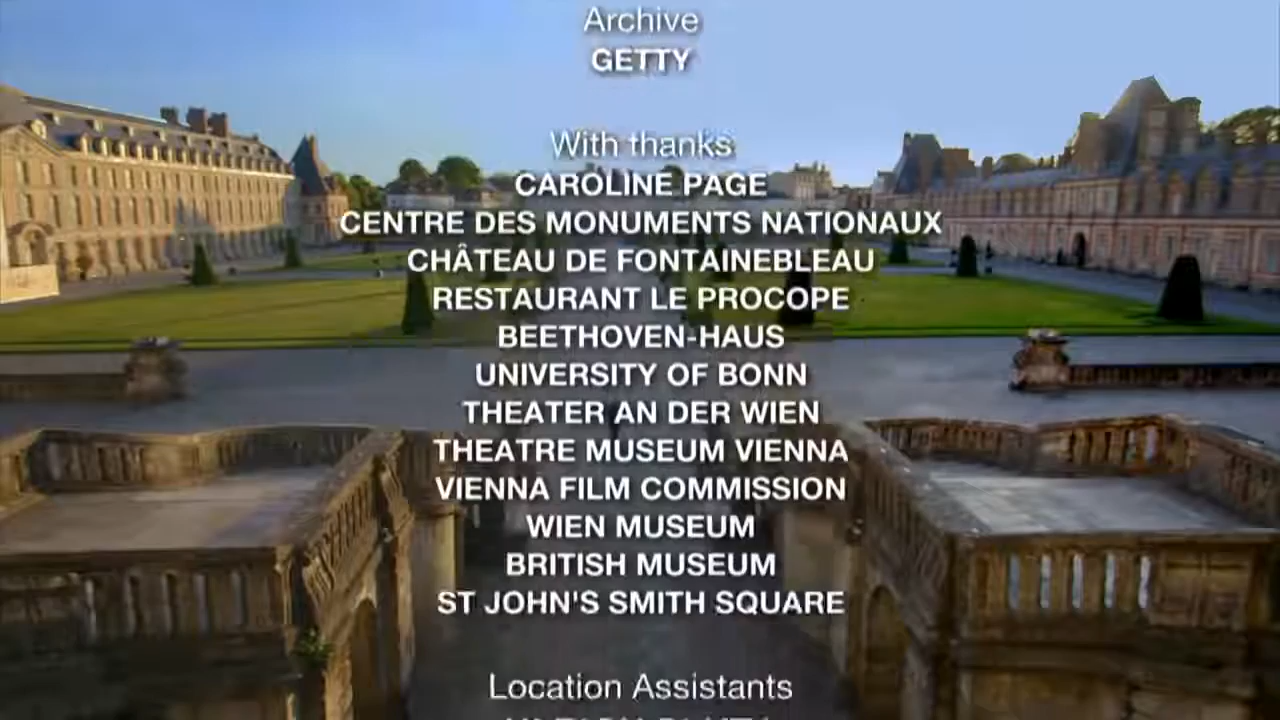 Archive
GETTY
With thanks
CAROLINE PAGE
CENTRE DES MONUMENTS NATIONAUX
CHÂTEAU DE FONTAINEBLEAU
RESTAURANT LE PROCOPE
BEETHOVEN-HAUS
UNIVERSITY OF BONN
THEATER AN DER WIEN
THEATRE MUSEUM VIENNA
VIENNA FILM COMMISSION
WIEN MUSEUM
BRITISH MUSEUM
ST JOHN'S SMITH SQUARE
Location Assistants